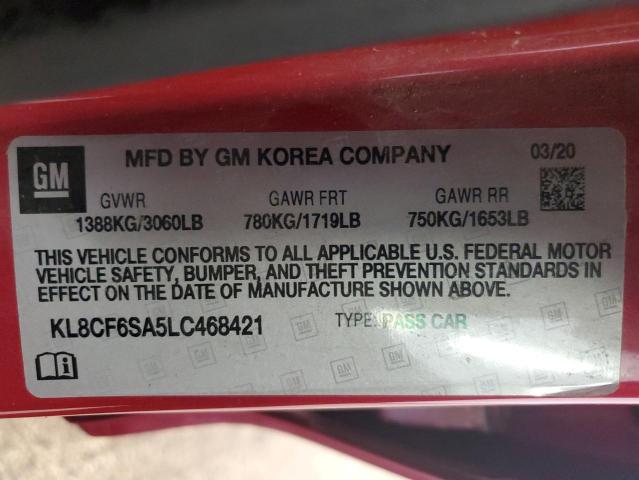 GM
MFD BY GM KOREA COMPANY 03/20
GVWR GAWR FRT GAWR RR
1388KG/3060LB 780KG/1719LB 750KG/1653LB
THIS VEHICLE CONFORMS TO ALL APPLICABLE U.S. FEDERAL MOTOR
VEHICLE SAFETY, BUMPER, AND THEFT PREVENTION STANDARDS IN
EFFECT ON THE DATE OF MANUFACTURE SHOWN ABOVE.
KL8CF6SA5LC468421 TYPE: PASS CAR